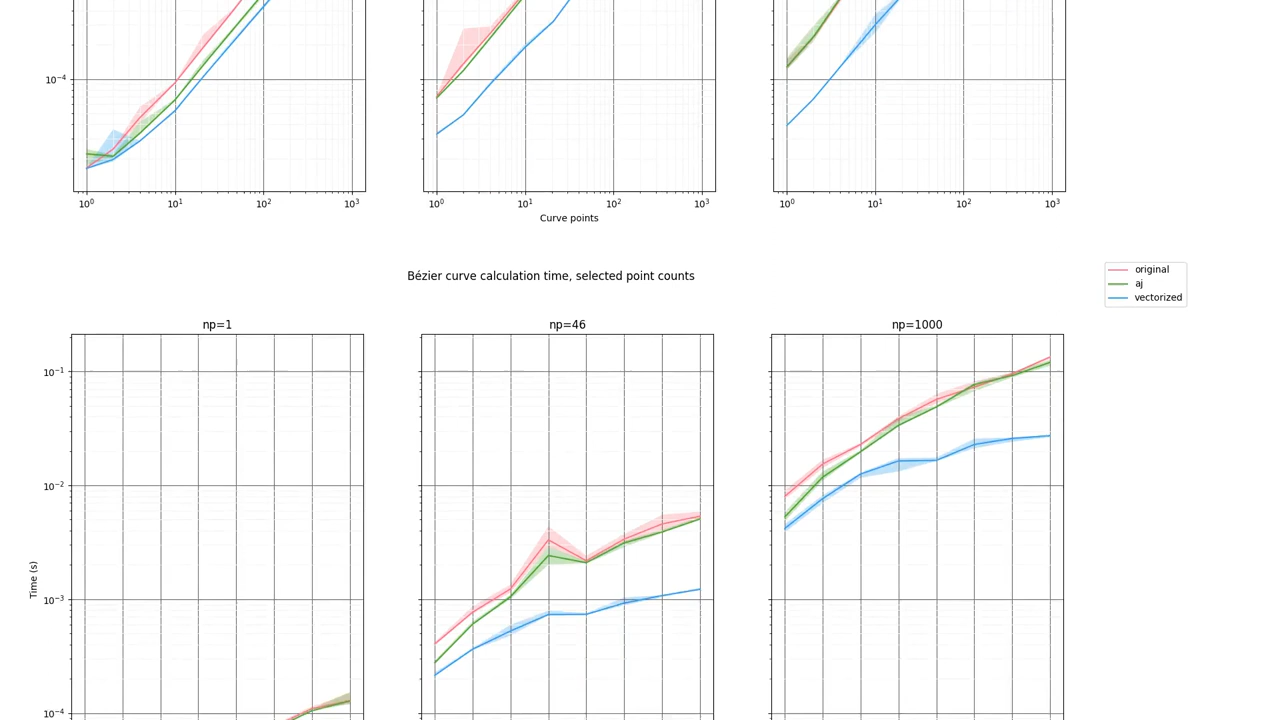 10⁻⁴
10⁰ 10¹ 10² 10³ 10⁰ 10¹ 10² 10³ 10⁰ 10¹ 10² 10³
Curve points
Bézier curve calculation time, selected point counts
original
aj
vectorized
np=1 np=46 np=1000
10⁻¹
10⁻²
10⁻³
10⁻⁴
Time (s)